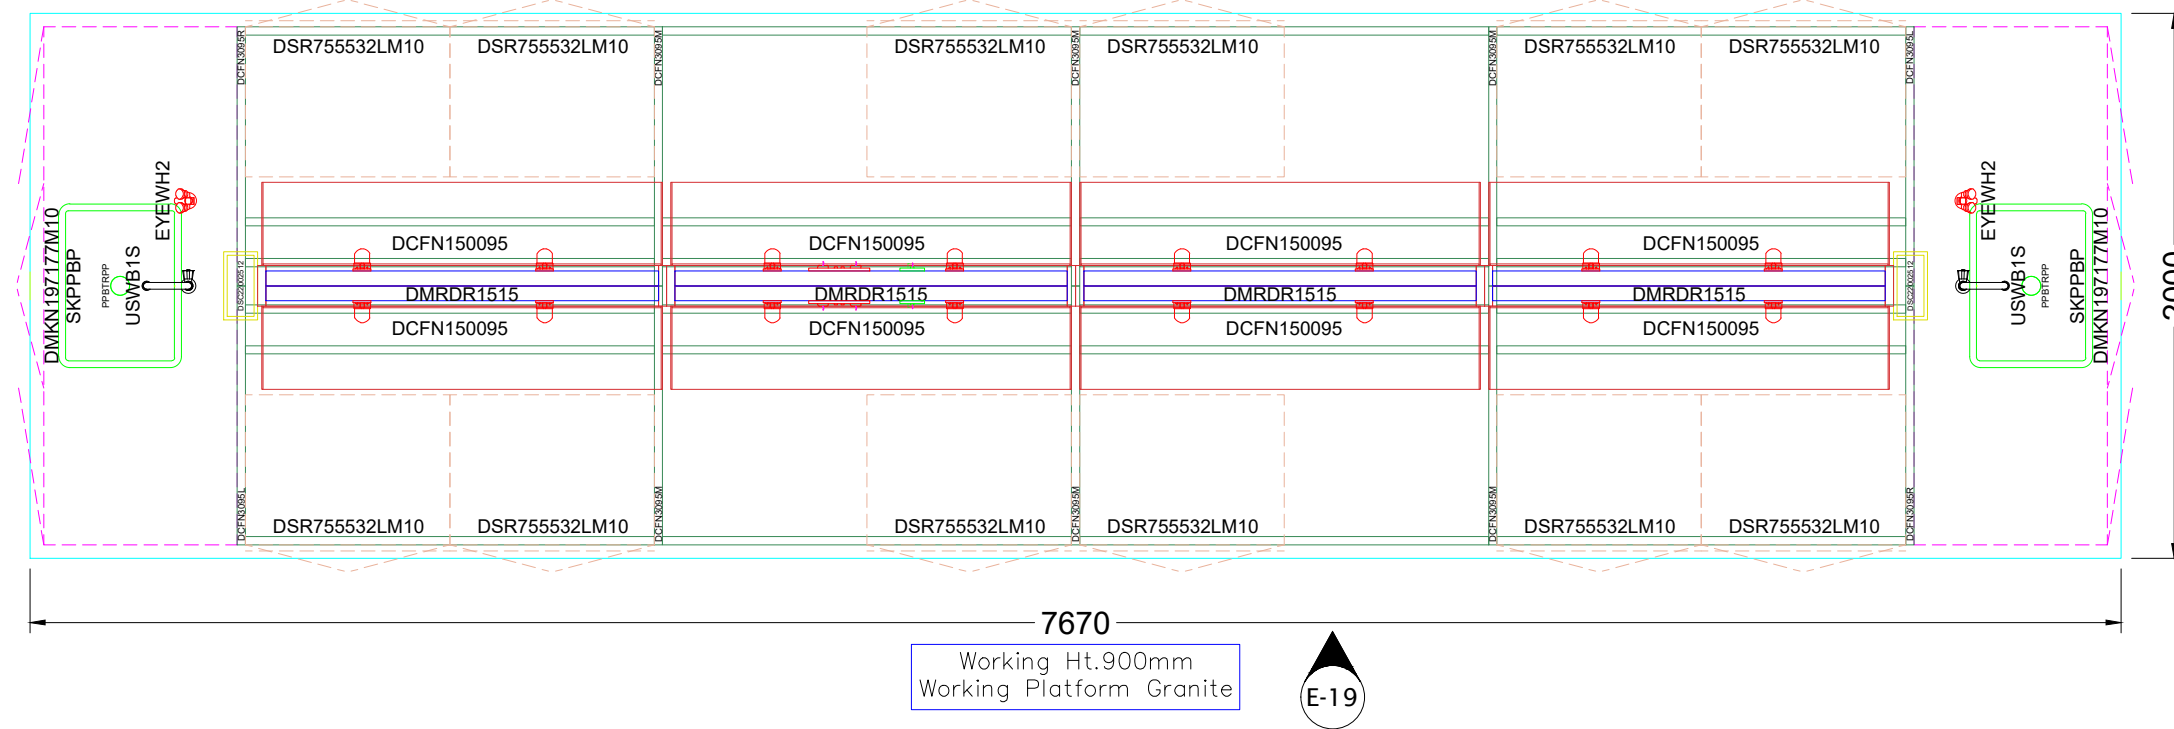 DCFN3095R
DSR755532LM10
DSR755532LM10
DCFN3095M
DSR755532LM10
DCFN3095M
DSR755532LM10
DCFN3095M
DSR755532LM10
DSR755532LM10
DCFN3095L
DMKN197177M10
SKPPBP
PPBTRPP
USWB1S
EYEWH2
DCFN150095
DCFN150095
DCFN150095
DCFN150095
DMRDR1515
DMRDR1515
DMRDR1515
DMRDR1515
DCFN150095
DCFN150095
DCFN150095
DCFN150095
EYEWH2
USWB1S
PPBTRPP
SKPPBP
DMKN197177M10
2000
DCFN3095L
DSR755532LM10
DSR755532LM10
DCFN3095M
DSR755532LM10
DCFN3095M
DSR755532LM10
DCFN3095M
DSR755532LM10
DSR755532LM10
DCFN3095R
7670
Working Ht.900mm
Working Platform Granite
E-19